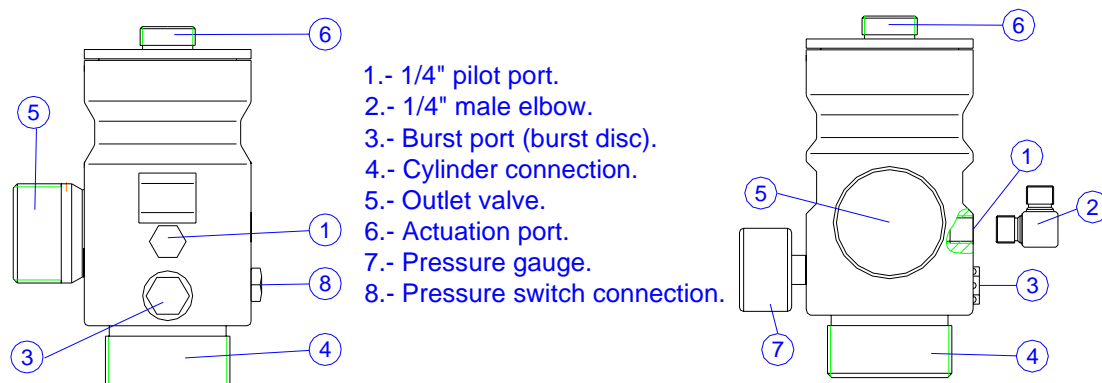 6
5
1
8
3
4
1.- 1/4" pilot port.
2.- 1/4" male elbow.
3.- Burst port (burst disc).
4.- Cylinder connection.
5.- Outlet valve.
6.- Actuation port.
7.- Pressure gauge.
8.- Pressure switch connection.
6
1
5
2
3
7
4